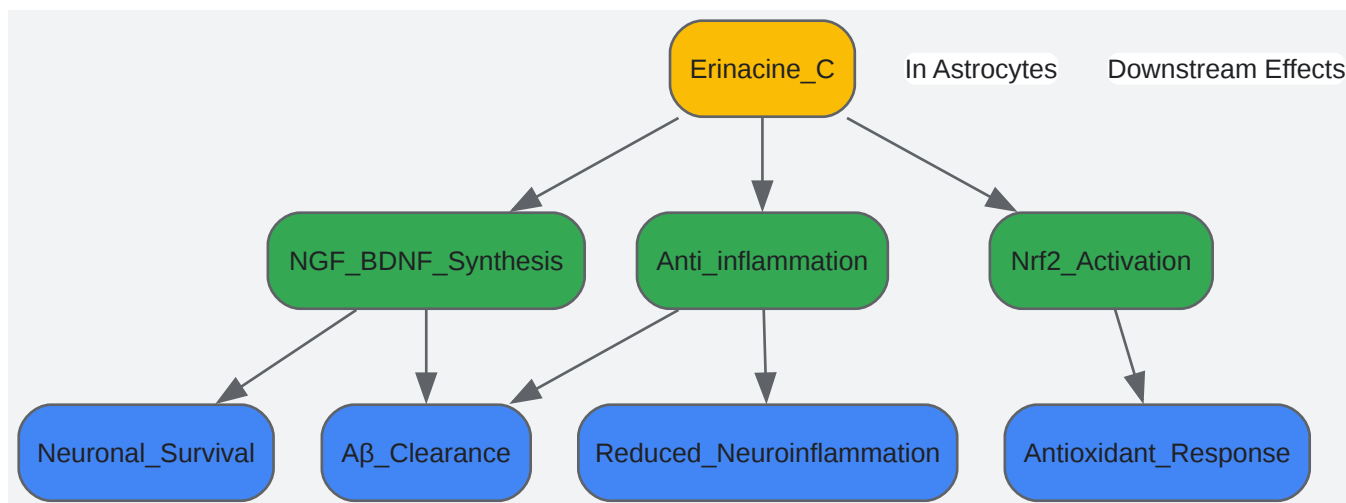 Erinacine_C
In Astrocytes
Downstream Effects
NGF_BDNF_Synthesis
Anti_inflammation
Nrf2_Activation
Neuronal_Survival
Aβ_Clearance
Reduced_Neuroinflammation
Antioxidant_Response